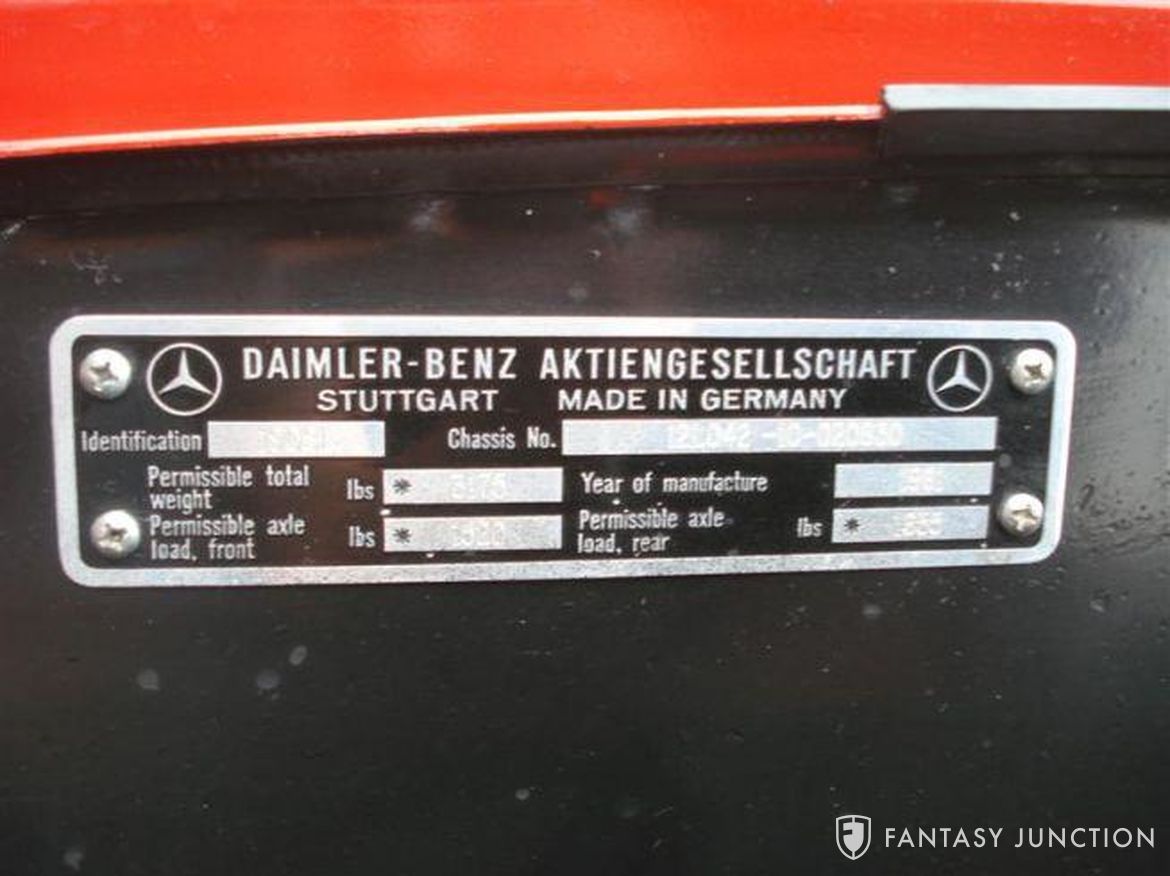 DAIMLER-BENZ AKTIENGESELLSCHAFT
STUTTGART MADE IN GERMANY
Identification Chassis No.
Permissible total weight lbs * Year of manufacture
Permissible axle load, front lbs * Permissible axle load, rear lbs *
FANTASY JUNCTION